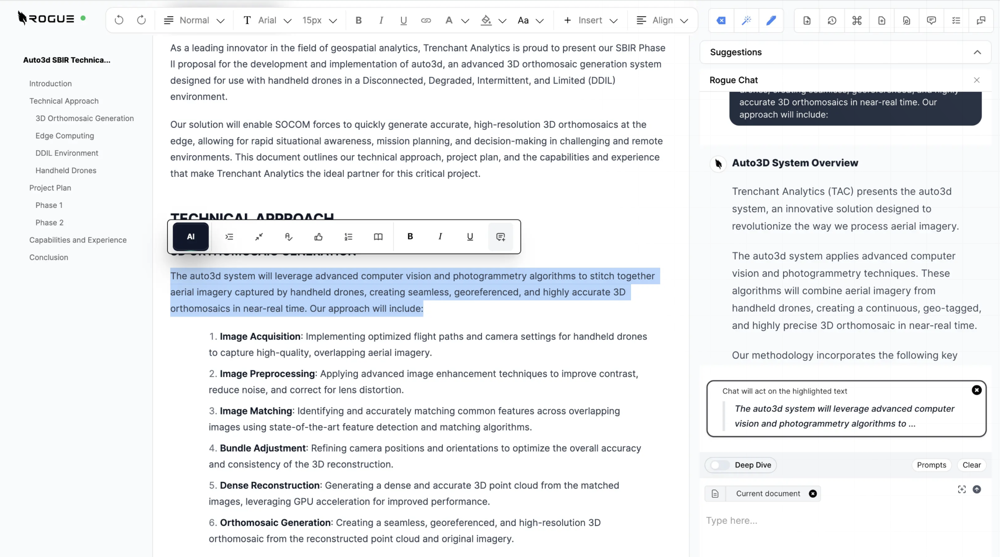 ROGUE
Normal
T Arial
15px
B
I
U
A
Aa
Insert
Align
Auto3d SBIR Technica...
Introduction
Technical Approach
3D Orthomosaic Generation
Edge Computing
DDIL Environment
Handheld Drones
Project Plan
Phase 1
Phase 2
Capabilities and Experience
Conclusion
As a leading innovator in the field of geospatial analytics, Trenchant Analytics is proud to present our SBIR Phase
II proposal for the development and implementation of auto3d, an advanced 3D orthomosaic generation system
designed for use with handheld drones in a Disconnected, Degraded, Intermittent, and Limited (DDIL)
environment.
Our solution will enable SOCOM forces to quickly generate accurate, high-resolution 3D orthomosaics at the
edge, allowing for rapid situational awareness, mission planning, and decision-making in challenging and remote
environments. This document outlines our technical approach, project plan, and the capabilities and experience
that make Trenchant Analytics the ideal partner for this critical project.
TECHNICAL APPROACH
AI
B
I
U
3D ORTHOMOSAIC GENERATION
The auto3d system will leverage advanced computer vision and photogrammetry algorithms to stitch together
aerial imagery captured by handheld drones, creating seamless, georeferenced, and highly accurate 3D
orthomosaics in near-real time. Our approach will include:
1. Image Acquisition: Implementing optimized flight paths and camera settings for handheld drones
to capture high-quality, overlapping aerial imagery.
2. Image Preprocessing: Applying advanced image enhancement techniques to improve contrast,
reduce noise, and correct for lens distortion.
3. Image Matching: Identifying and accurately matching common features across overlapping
images using state-of-the-art feature detection and matching algorithms.
4. Bundle Adjustment: Refining camera positions and orientations to optimize the overall accuracy
and consistency of the 3D reconstruction.
5. Dense Reconstruction: Generating a dense and accurate 3D point cloud from the matched
images, leveraging GPU acceleration for improved performance.
6. Orthomosaic Generation: Creating a seamless, georeferenced, and high-resolution 3D
orthomosaic from the reconstructed point cloud and original imagery.
Suggestions
Rogue Chat
drones, creating seamless, georeferenced, and highly
accurate 3D orthomosaics in near-real time. Our
approach will include:
Auto3D System Overview
Trenchant Analytics (TAC) presents the auto3d
system, an innovative solution designed to
revolutionize the way we process aerial imagery.
The auto3d system applies advanced computer
vision and photogrammetry techniques. These
algorithms will combine aerial imagery from
handheld drones, creating a continuous, geo-tagged,
and highly precise 3D orthomosaic in near-real time.
Our methodology incorporates the following key
Chat will act on the highlighted text
The auto3d system will leverage advanced computer
vision and photogrammetry algorithms to ...
Deep Dive
Prompts
Clear
Current document
Type here...